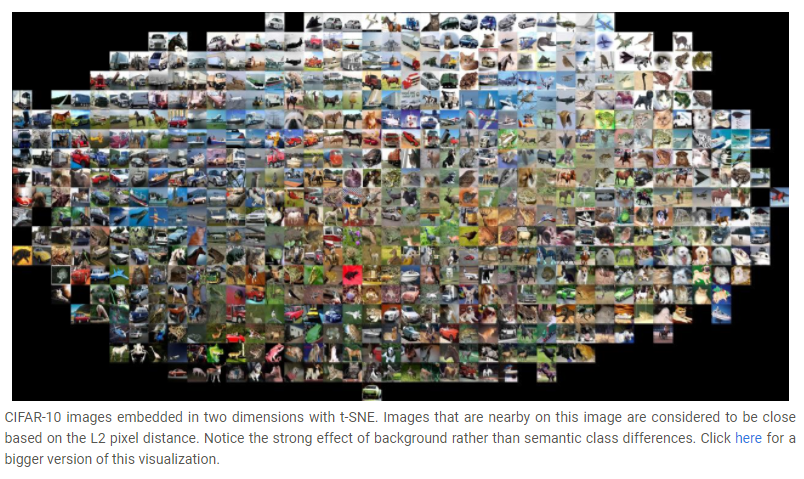 CIFAR-10 images embedded in two dimensions with t-SNE. Images that are nearby on this image are considered to be close
based on the L2 pixel distance. Notice the strong effect of background rather than semantic class differences. Click here for a
bigger version of this visualization.